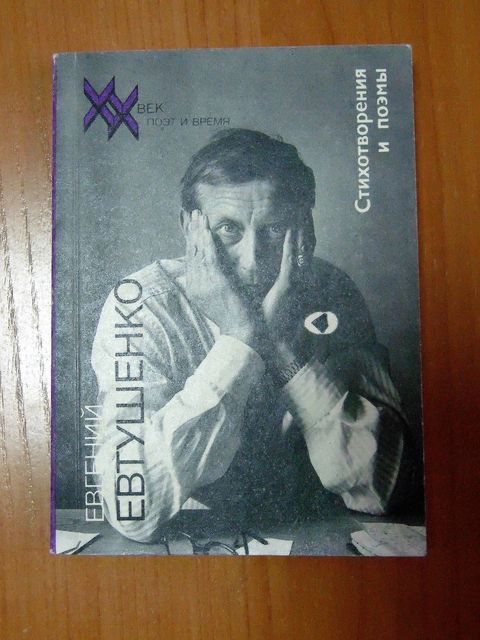 XX
ВЕК
ПОЭТ И ВРЕМЯ
Стихотворения
и поэмы
ЕВГЕНИЙ
ЕВТУШЕНКО